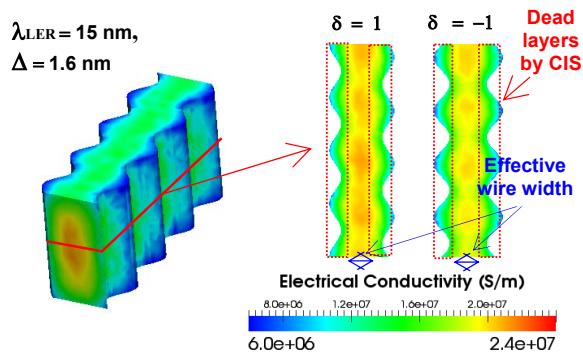 λLER = 15 nm,
Δ = 1.6 nm
δ = 1
δ = -1
Dead
layers
by CIS
Effective
wire width
Electrical Conductivity (S/m)
8.0e+06 1.2e+07 1.6e+07 2.0e+07
6.0e+06 2.4e+07